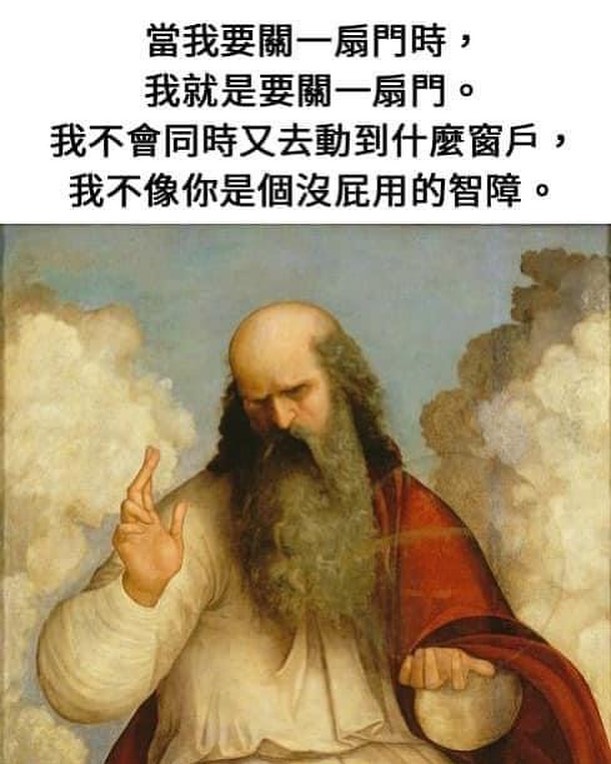 當我要關一扇門時，
我就是要關一扇門。
我不會同時又去動到什麼窗戶，
我不像你是個沒屁用的智障。